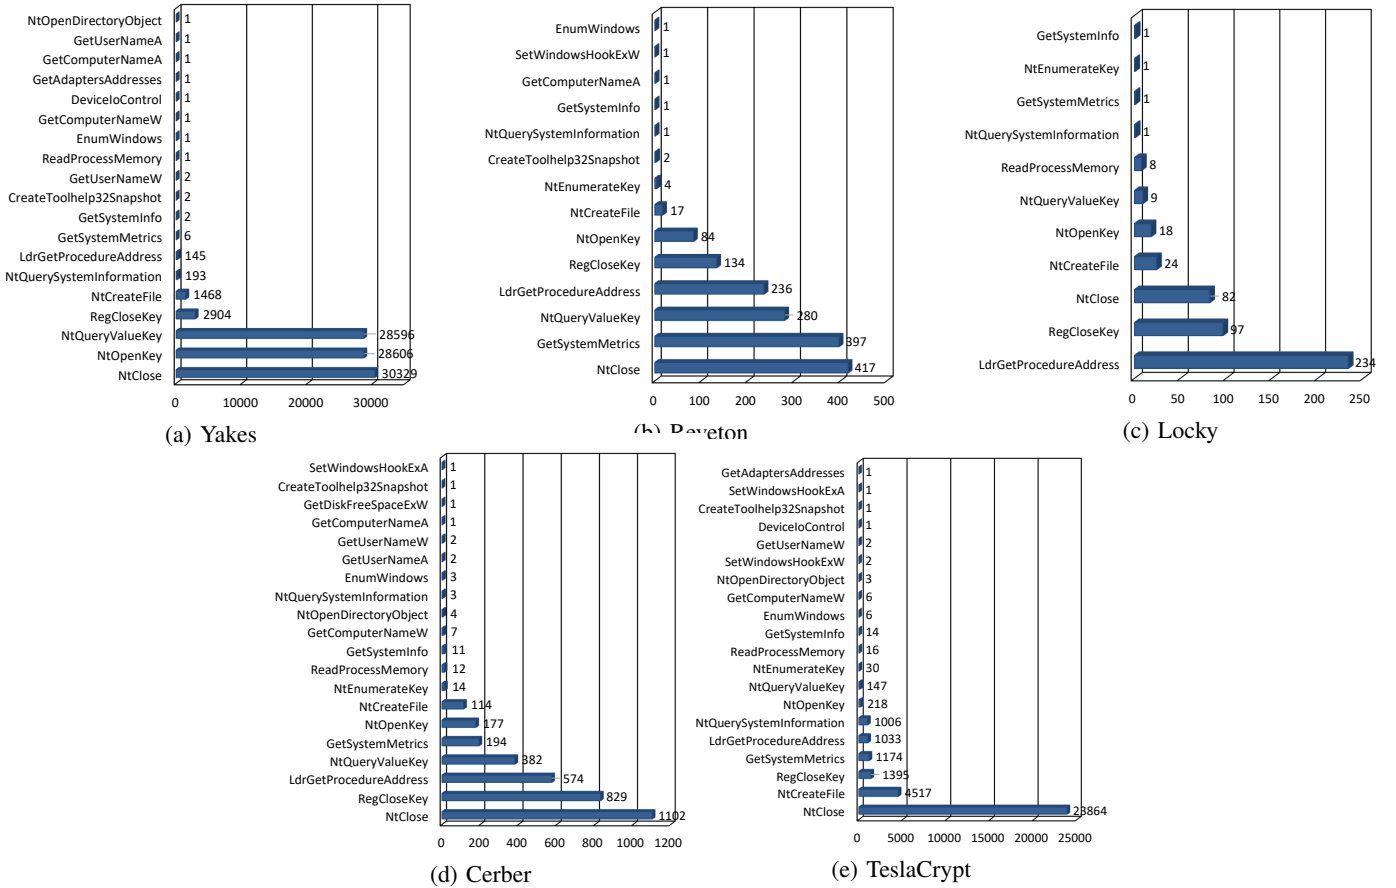 NtOpenDirectoryObject 1
GetUserNameA 1
GetComputerNameA 1
GetAdaptersAddresses 1
DeviceIoControl 1
GetComputerNameW 1
EnumWindows 1
ReadProcessMemory 1
GetUserNameW 2
CreateToolhelp32Snapshot 2
GetSystemInfo 2
GetSystemMetrics 6
LdrGetProcedureAddress 145
NtQuerySystemInformation 193
NtCreateFile 1468
RegCloseKey 2904
NtQueryValueKey 28596
NtOpenKey 28606
NtClose 30329
0 10000 20000 30000
(a) Yakes
EnumWindows 1
SetWindowsHookExW 1
GetComputerNameA 1
GetSystemInfo 1
NtQuerySystemInformation 1
CreateToolhelp32Snapshot 2
NtEnumerateKey 4
NtCreateFile 17
NtOpenKey 84
RegCloseKey 134
LdrGetProcedureAddress 236
NtQueryValueKey 280
GetSystemMetrics 397
NtClose 417
0 100 200 300 400 500
(b) Reveton
GetSystemInfo 1
NtEnumerateKey 1
GetSystemMetrics 1
NtQuerySystemInformation 1
ReadProcessMemory 8
NtQueryValueKey 9
NtOpenKey 18
NtCreateFile 24
NtClose 82
RegCloseKey 97
LdrGetProcedureAddress 234
0 50 100 150 200 250
(c) Locky
SetWindowsHookExA 1
CreateToolhelp32Snapshot 1
GetDiskFreeSpaceExW 1
GetComputerNameA 1
GetUserNameW 2
GetUserNameA 2
EnumWindows 3
NtQuerySystemInformation 3
NtOpenDirectoryObject 4
GetComputerNameW 7
GetSystemInfo 11
ReadProcessMemory 12
NtEnumerateKey 14
NtCreateFile 114
NtOpenKey 177
GetSystemMetrics 194
NtQueryValueKey 382
LdrGetProcedureAddress 574
RegCloseKey 829
NtClose 1102
0 200 400 600 800 1000 1200
(d) Cerber
GetAdaptersAddresses 1
SetWindowsHookExA 1
CreateToolhelp32Snapshot 1
DeviceIoControl 1
GetUserNameW 2
SetWindowsHookExW 2
NtOpenDirectoryObject 3
GetComputerNameW 6
EnumWindows 6
GetSystemInfo 14
ReadProcessMemory 16
NtEnumerateKey 30
NtQueryValueKey 147
NtOpenKey 218
NtQuerySystemInformation 1006
LdrGetProcedureAddress 1033
GetSystemMetrics 1174
RegCloseKey 1395
NtCreateFile 4517
NtClose 23864
0 5000 10000 15000 20000 25000
(e) TeslaCrypt